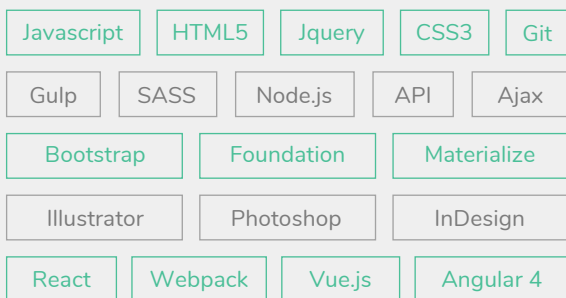 Javascript HTML5 Jquery CSS3 Git
Gulp SASS Node.js API Ajax
Bootstrap Foundation Materialize
Illustrator Photoshop InDesign
React Webpack Vue.js Angular 4